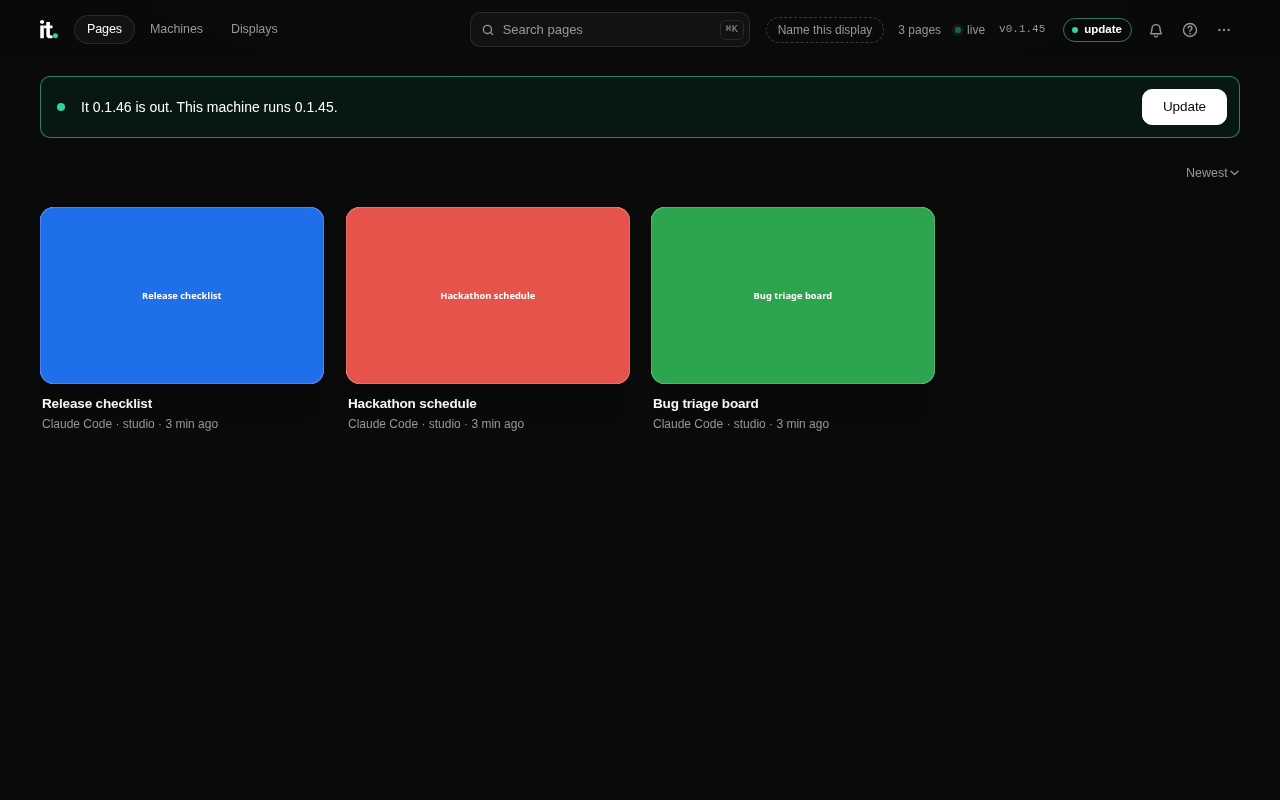 it.
Pages
Machines
Displays
Search pages
⌘K
Name this display
3 pages
live
v0.1.45
update
It 0.1.46 is out. This machine runs 0.1.45.
Update
Newest
Release checklist
Hackathon schedule
Bug triage board
Release checklist
Claude Code · studio · 3 min ago
Hackathon schedule
Claude Code · studio · 3 min ago
Bug triage board
Claude Code · studio · 3 min ago